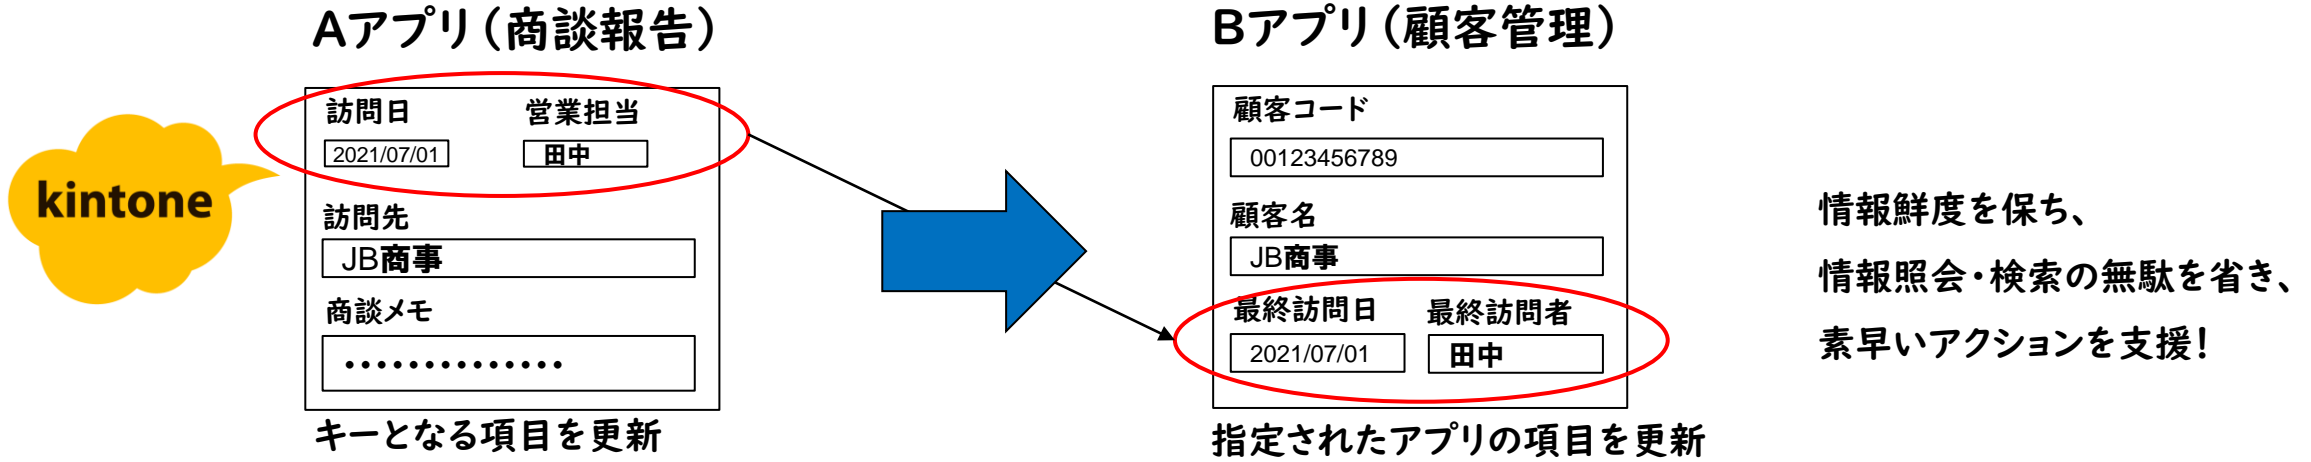 Aアプリ(商談報告)
kintone
訪問日 営業担当
2021/07/01 田中
訪問先
JB商事
商談メモ
・・・・・・・・・・・・・・
キーとなる項目を更新
Bアプリ(顧客管理)
顧客コード
00123456789
顧客名
JB商事
最終訪問日 最終訪問者
2021/07/01 田中
指定されたアプリの項目を更新
情報鮮度を保ち、
情報照会・検索の無駄を省き、
素早いアクションを支援!